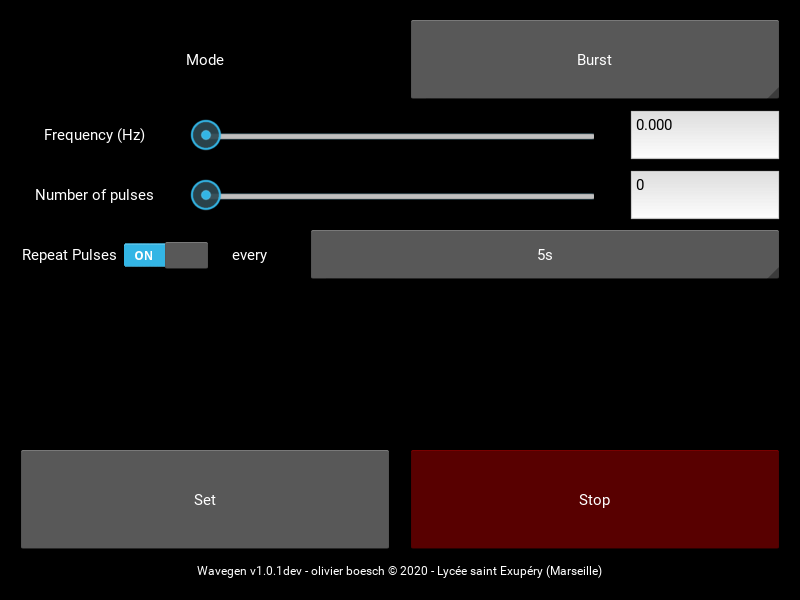 Mode Burst
Frequency (Hz) 0.000
Number of pulses 0
Repeat Pulses ON every 5s
Set Stop
Wavegen v1.0.1dev - olivier boesch © 2020 - Lycée saint Exupéry (Marseille)